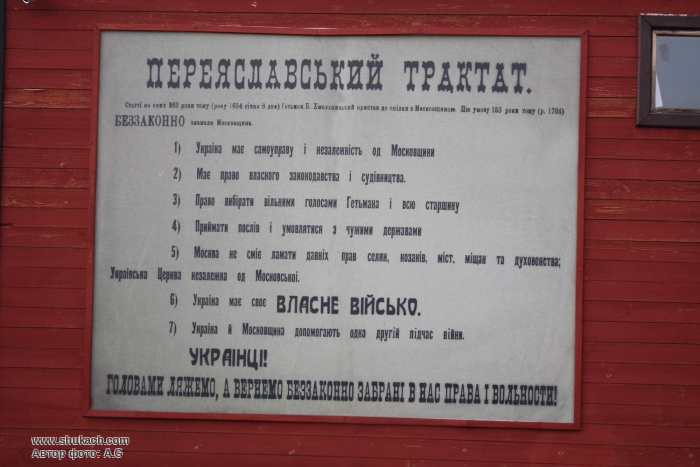 ПЕРЕЯСЛАВСЬКИЙ ТРАКТАТ.
Статті на яких 263 роки тому (року 1654 січня 8 дня) Гетьман Б. Хмельницький пристав до спілки з Московщиною. Цю умову 153 роки тому (р. 1764)
БЕЗЗАКОННО зламала Московщина.
1) Україна має самоуправу і незалежність од Московщини
2) Має право власного законодавства і судівництва.
3) Право вибірати вільними голосами Гетьмана і всю старшину
4) Приймати послів і умовлятися з чужими державами
5) Москва не сміє ламати давніх прав селян, козаків, міст, міщан та духовенства;
Українська Церква незалежна од Московської.
6) Україна має своє ВЛАСНЕ ВІЙСЬКО.
7) Україна й Московщина допомогають одна другій підчас війни.
УКРАЇНЦІ!
ГОЛОВАМИ ЛЯЖЕМО, А ВЕРНЕМО БЕЗЗАКОННО ЗАБРАНІ В НАС ПРАВА І ВОЛЬНОСТИ!
www.shukach.com
Автор фото: A.G